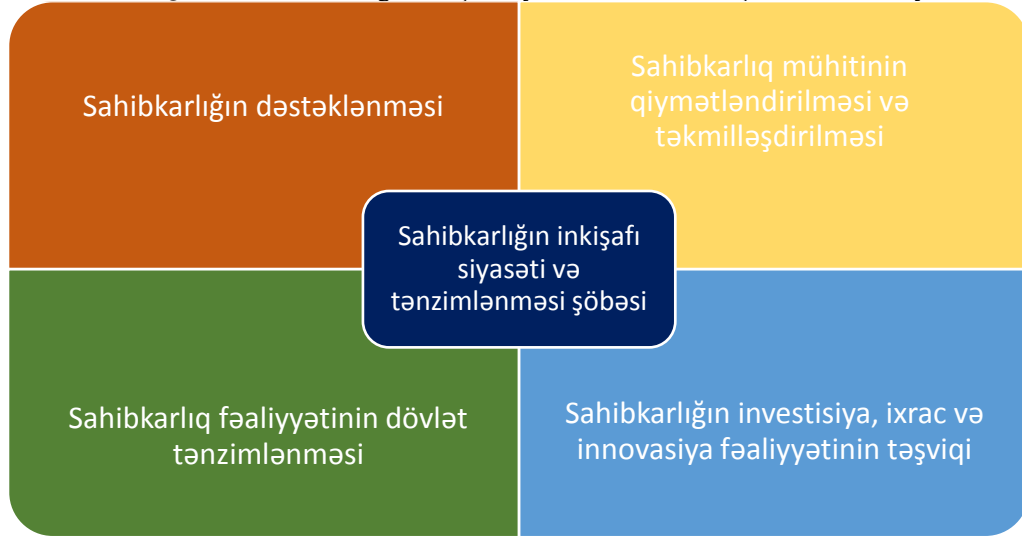 Sahibkarlığın dəstəklənməsi
Sahibkarlıq mühitinin
qiymətləndirilməsi və
təkmilləşdirilməsi
Sahibkarlığın inkişafı
siyasəti və
tənzimlənməsi şöbəsi
Sahibkarlıq fəaliyyətinin dövlət
tənzimlənməsi
Sahibkarlığın investisiya, ixrac və
innovasiya fəaliyyətinin təşviqi